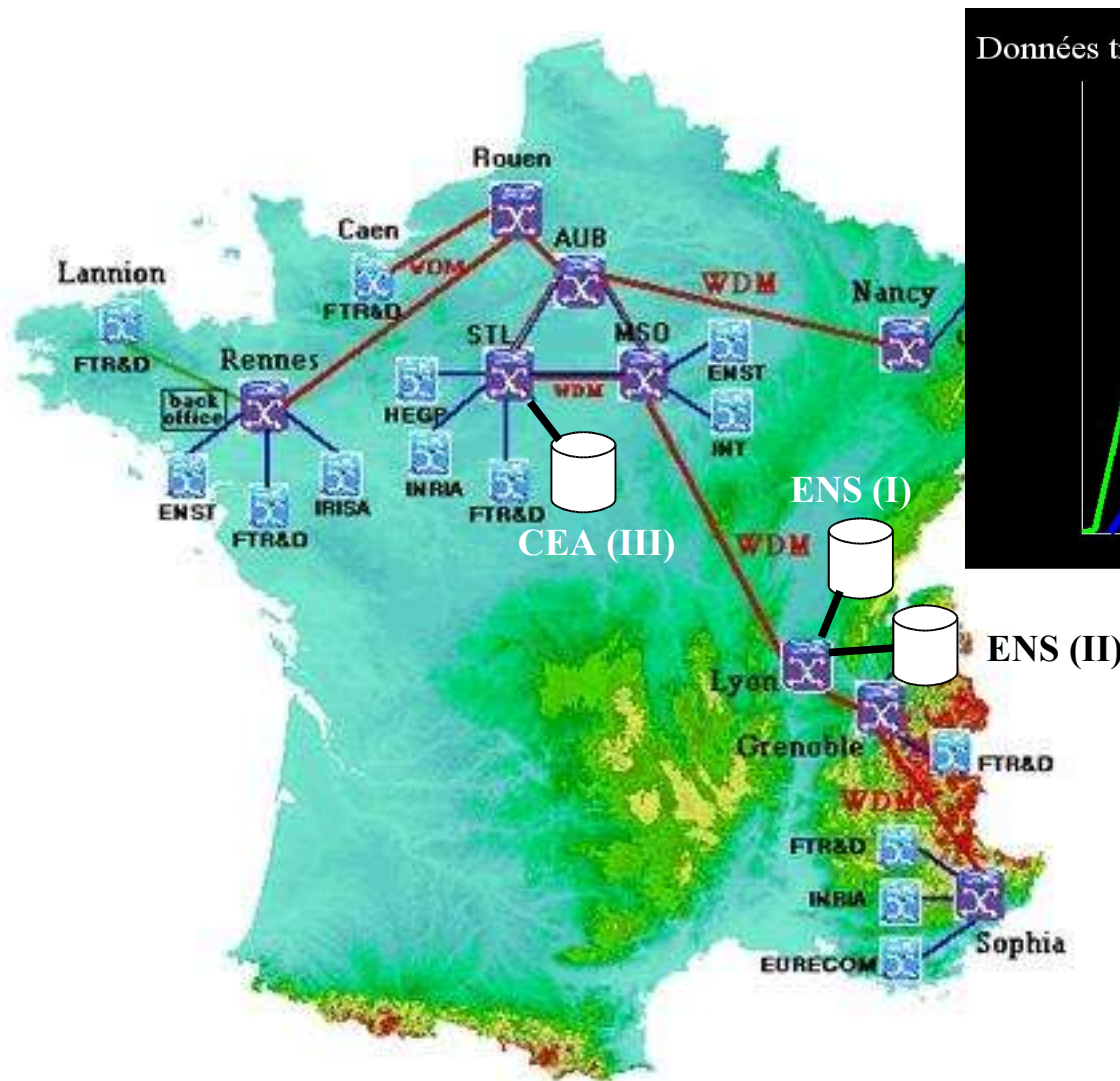 Données
Rouen
Caen
AUB
WDM
Lannion
FTR&D
WDM
Nancy
STL
MSO
FTR&D
Rennes
ENST
back
office
HEGP
WDM
INT
INRIA
ENST
IRISA
FTR&D
FTR&D
ENS (I)
CEA (III)
WDM
ENS (II)
Lyon
Grenoble
FTR&D
WDM
FTR&D
INRIA
Sophia
EURECOM